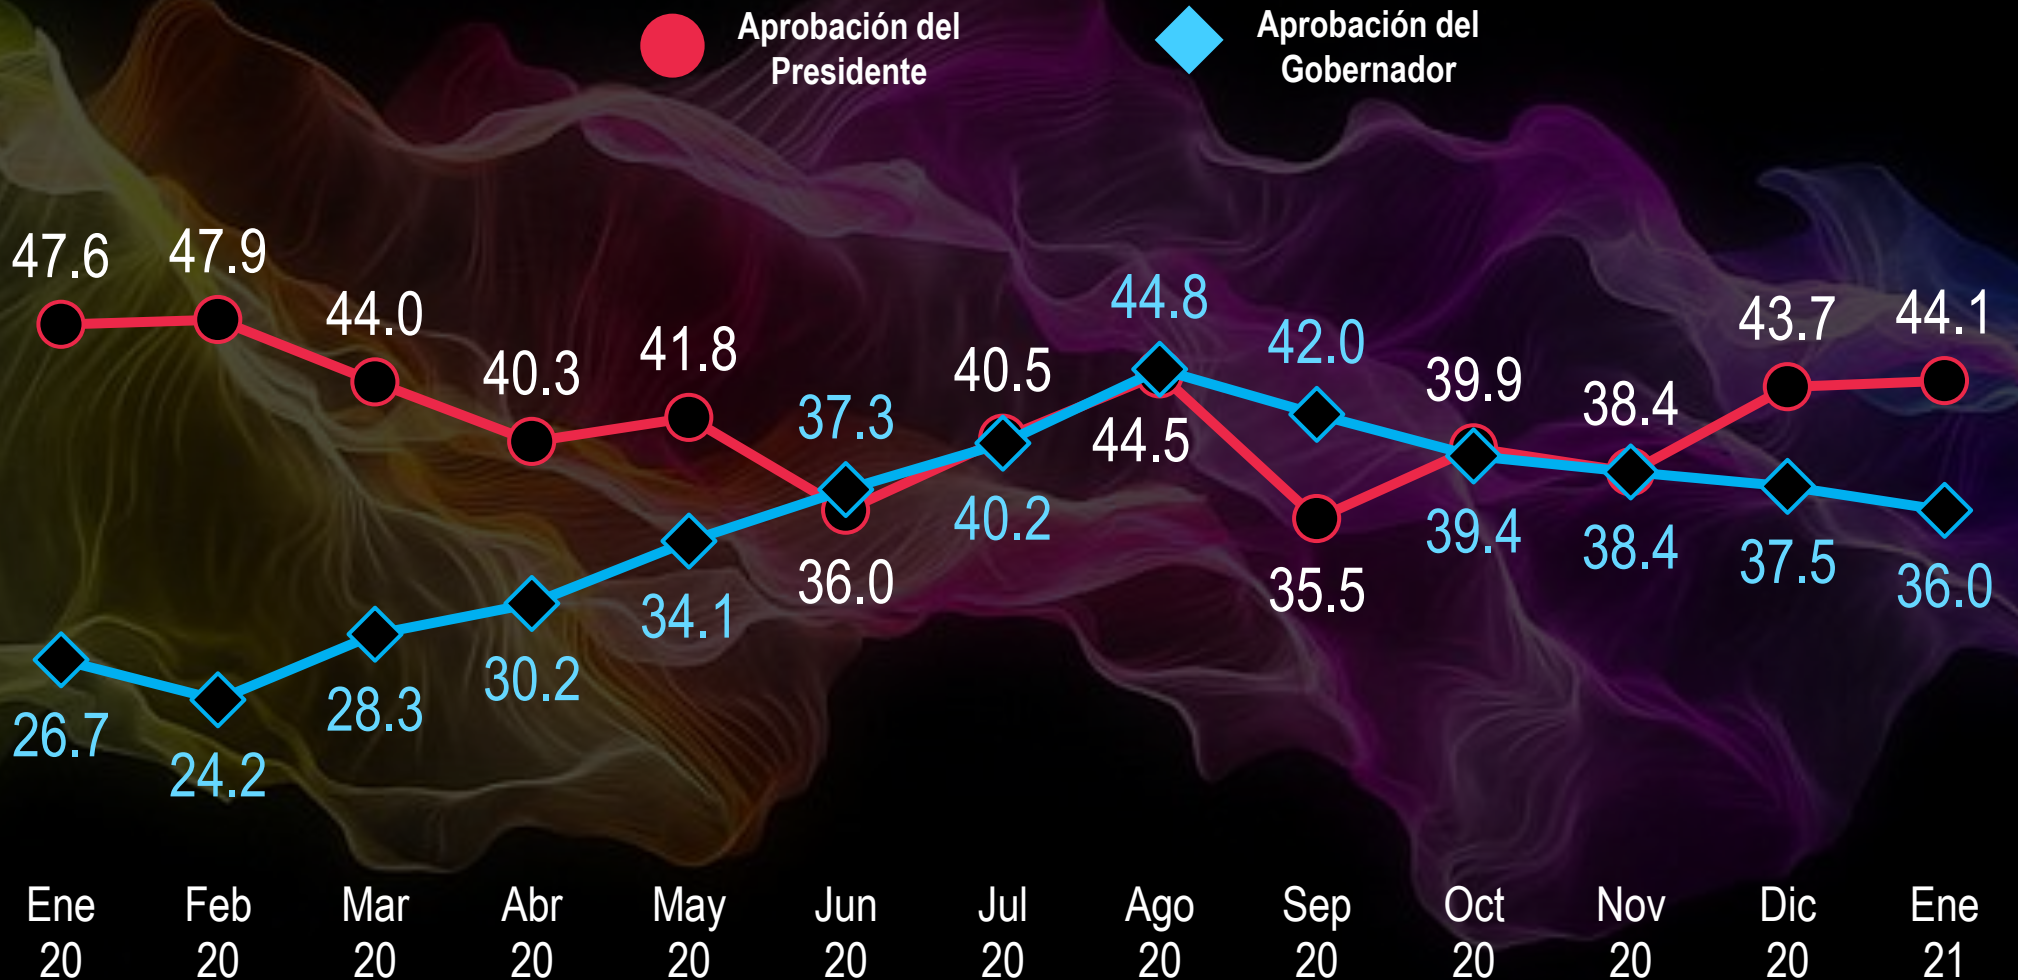 Aprobación del
Presidente
Aprobación del
Gobernador
47.6
47.9
44.0
40.3
41.8
36.0
40.5
44.5
35.5
39.9
38.4
43.7
44.1
26.7
24.2
28.3
30.2
34.1
37.3
40.2
44.8
42.0
39.4
38.4
37.5
36.0
Ene
20
Feb
20
Mar
20
Abr
20
May
20
Jun
20
Jul
20
Ago
20
Sep
20
Oct
20
Nov
20
Dic
20
Ene
21